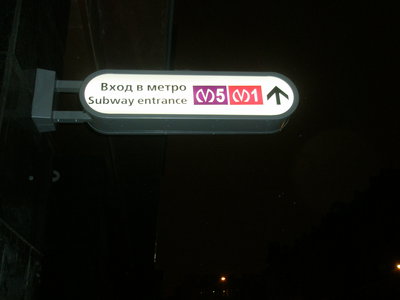 Вход в метро
Subway entrance
5 1